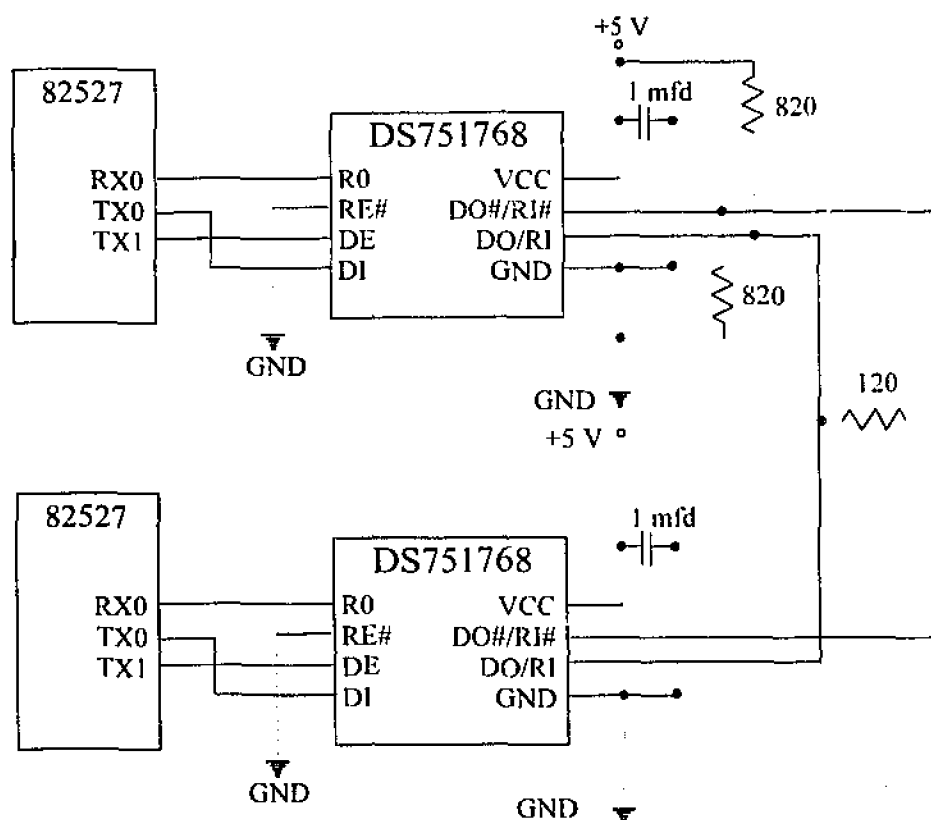 +5 V
82527
1 mfd
820
DS751768
RX0
R0
VCC
TX0
RE#
DO#/RI#
TX1
DE
DO/RI
DI
GND
820
GND
120
GND
+5 V
82527
1 mfd
DS751768
RX0
R0
VCC
TX0
RE#
DO#/RI#
TX1
DE
DO/RI
DI
GND
GND
GND